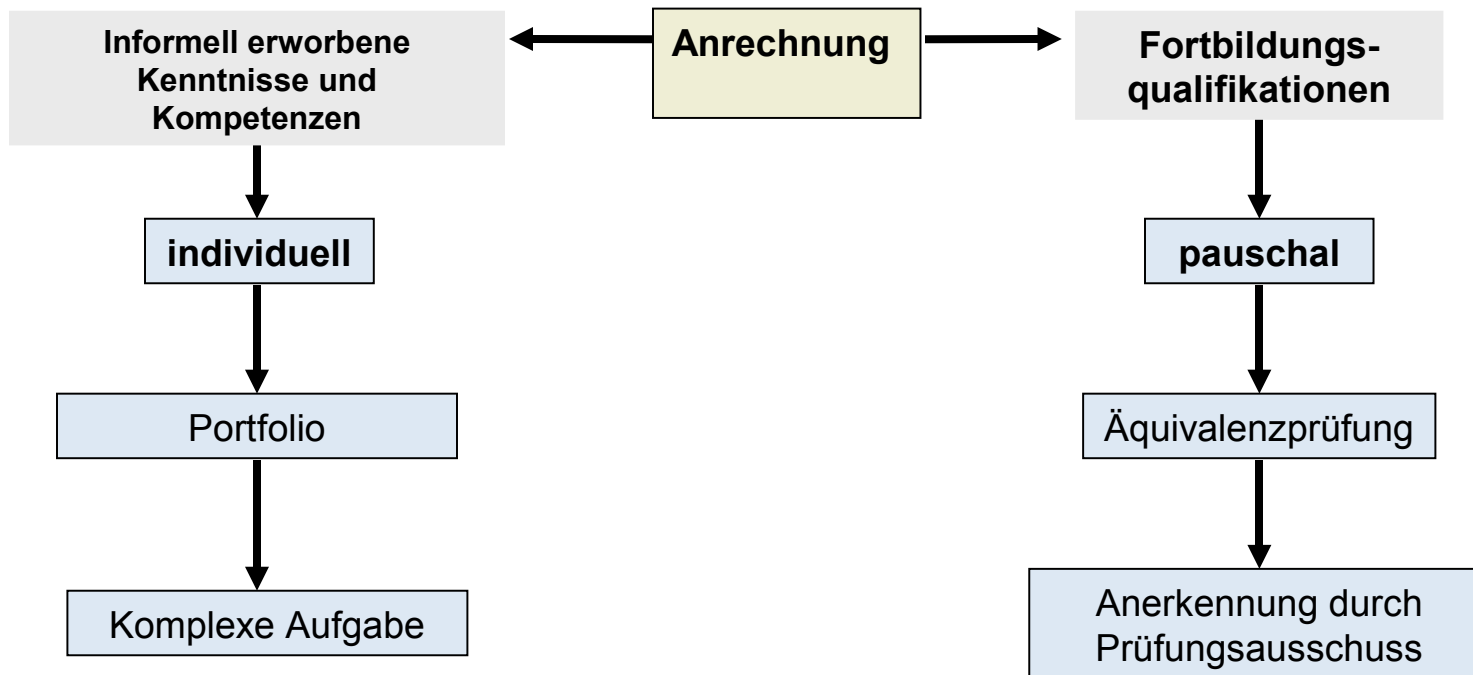 Informell erworbene
Kenntnisse und
Kompetenzen
Anrechnung
Fortbildungs-
qualifikationen
individuell
pauschal
Portfolio
Äquivalenzprüfung
Komplexe Aufgabe
Anerkennung durch
Prüfungsausschuss